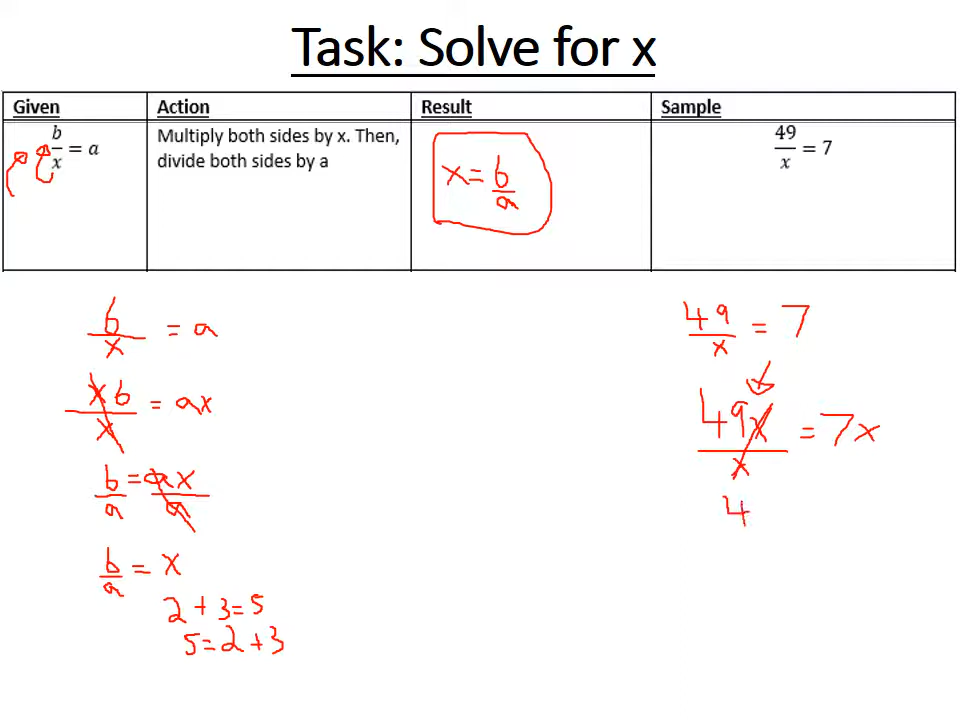 Task: Solve for x
Given Action Result Sample
b/x = a
Multiply both sides by x. Then,
divide both sides by a
x = b/a
49/x = 7
b/x = a
xb/x = ax
b/a = ax/a
b/a = x
2 + 3 = 5
5 = 2 + 3
49/x = 7
49x/x = 7x
4